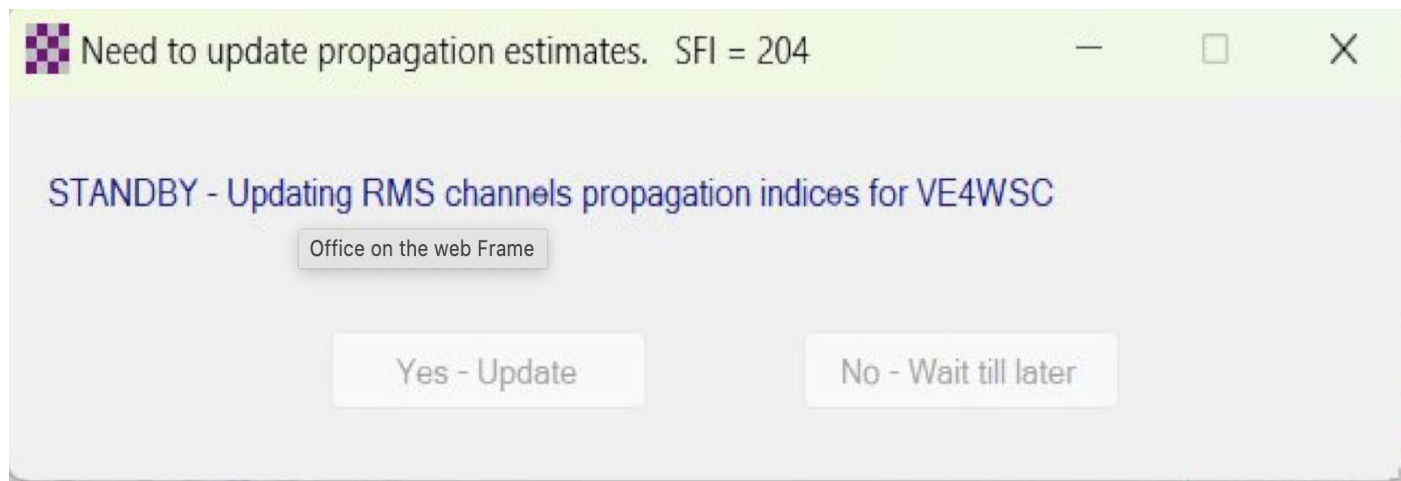 Need to update propagation estimates.   SFI = 204
STANDBY - Updating RMS channels propagation indices for VE4WSC
Office on the web Frame
Yes - Update
No - Wait till later